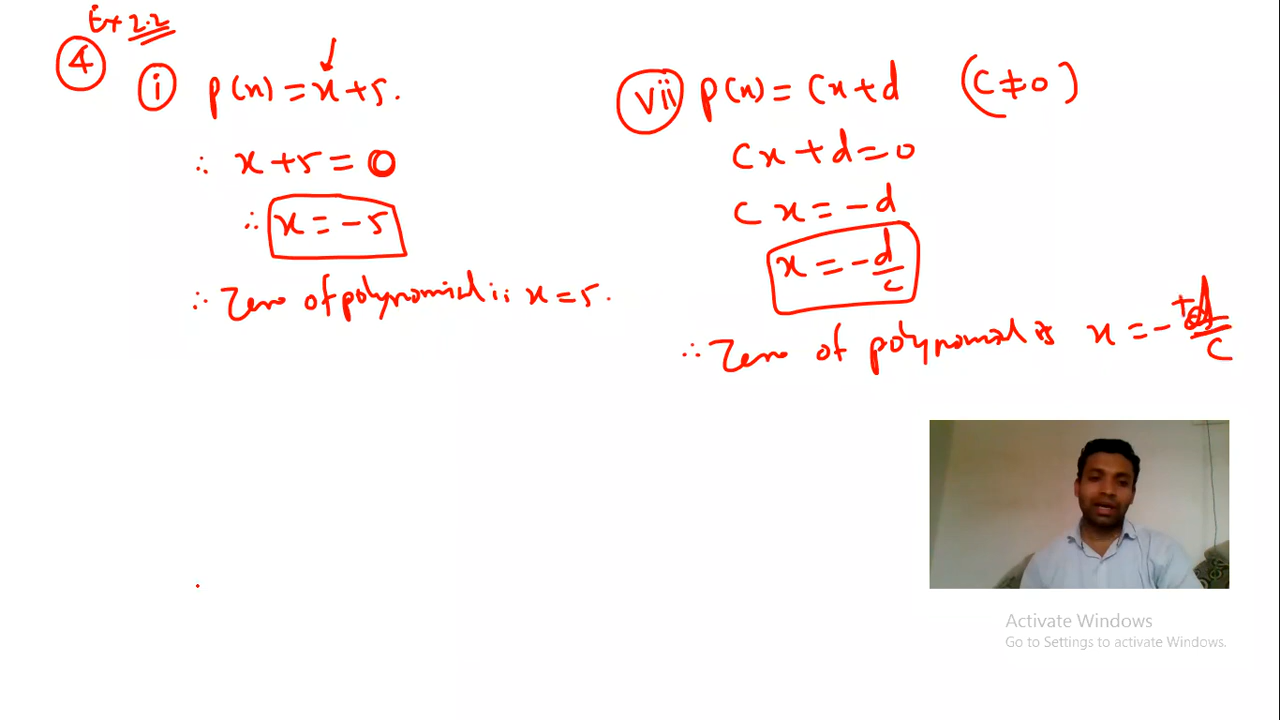 Ex 2.2
4
i p(x) = x + 5.
∴ x + 5 = 0
∴ x = -5
∴ Zero of polynomial is x = 5.
vii p(x) = Cx + d (C ≠ 0)
Cx + d = 0
C x = -d
x = -d/c
∴ Zero of polynomial is x = -d/c
Activate Windows
Go to Settings to activate Windows.